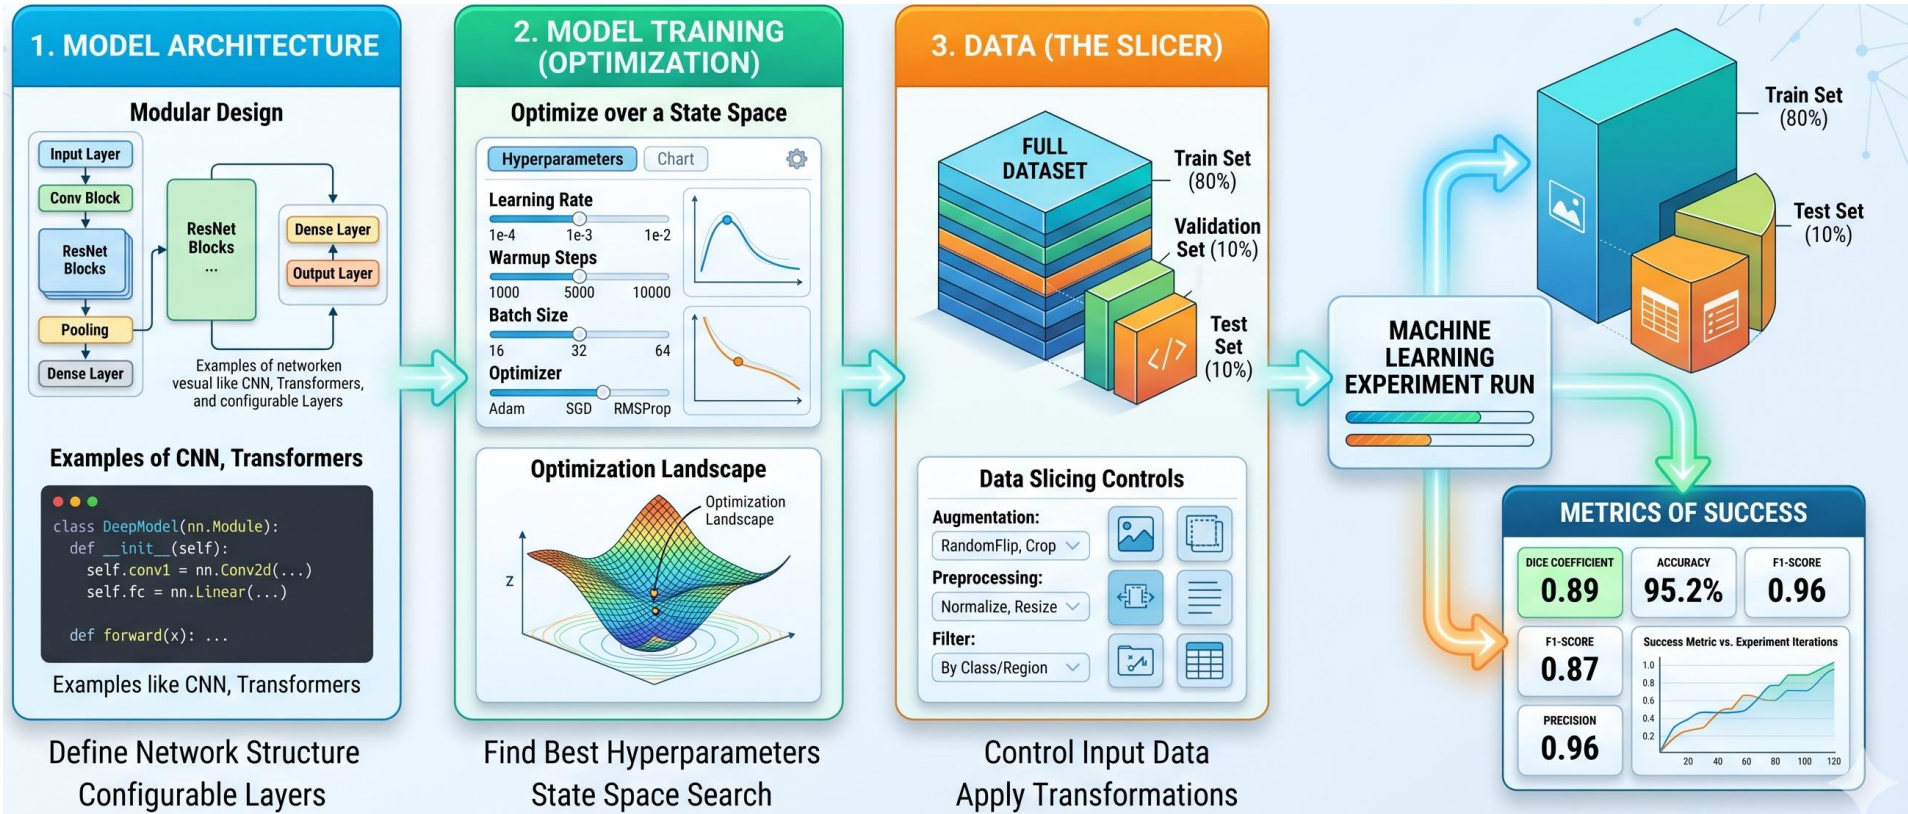 1. MODEL ARCHITECTURE
Modular Design
Input Layer
Conv Block
ResNet
Blocks
Pooling
Dense Layer
ResNet
Blocks
...
Dense Layer
Output Layer
Examples of networken
vesual like CNN, Transformers,
and configurable Layers
Examples of CNN, Transformers
class DeepModel(nn.Module):
def __init__(self):
self.conv1 = nn.Conv2d(...)
self.fc = nn.Linear(...)
def forward(x): ...
Examples like CNN, Transformers
Define Network Structure
Configurable Layers
2. MODEL TRAINING
(OPTIMIZATION)
Optimize over a State Space
Hyperparameters
Chart
Learning Rate
1e-4 1e-3 1e-2
Warmup Steps
1000 5000 10000
Batch Size
16 32 64
Optimizer
Adam SGD RMSProp
Optimization Landscape
Optimization
Landscape
Z
Find Best Hyperparameters
State Space Search
3. DATA (THE SLICER)
FULL
DATASET
Train Set
(80%)
Validation
Set (10%)
Test
Set
(10%)
</>
Data Slicing Controls
Augmentation:
RandomFlip, Crop
Preprocessing:
Normalize, Resize
Filter:
By Class/Region
Control Input Data
Apply Transformations
MACHINE
LEARNING
EXPERIMENT RUN
Train Set
(80%)
Test Set
(10%)
METRICS OF SUCCESS
DICE COEFFICIENT
0.89
ACCURACY
95.2%
F1-SCORE
0.96
F1-SCORE
0.87
PRECISION
0.96
Success Metric vs. Experiment Iterations
1.0
0.8
0.6
0.4
0.2
20 40 60 80 100 120